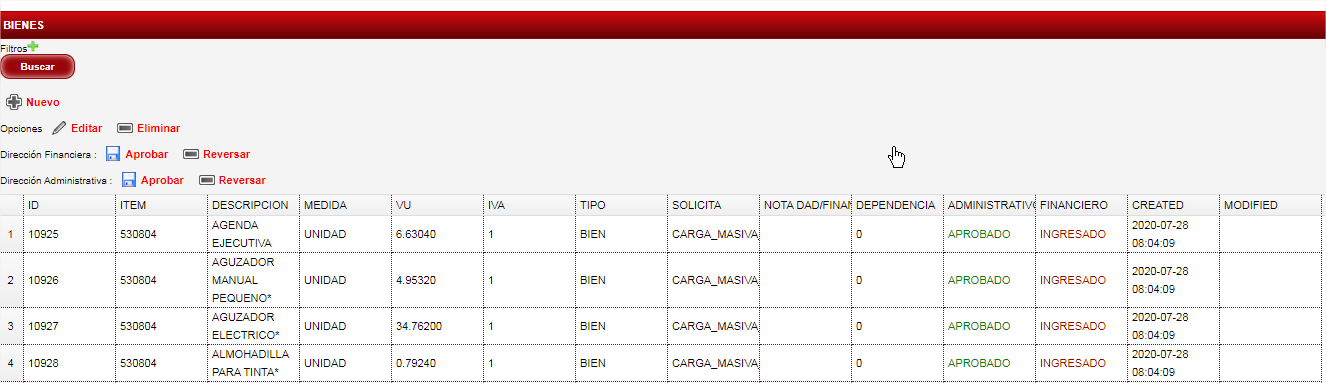 BIENES
Filtros
Buscar
Nuevo
Opciones Editar Eliminar
Dirección Financiera : Aprobar Reversar
Dirección Administrativa : Aprobar Reversar
ID ITEM DESCRIPCION MEDIDA VU IVA TIPO SOLICITA NOTA DAD/FINAN DEPENDENCIA ADMINISTRATIVO FINANCIERO CREATED MODIFIED
1 10925 530804 AGENDA EJECUTIVA UNIDAD 6.63040 1 BIEN CARGA_MASIVA 0 APROBADO INGRESADO 2020-07-28 08:04:09
2 10926 530804 AGUZADOR MANUAL PEQUENO* UNIDAD 4.95320 1 BIEN CARGA_MASIVA 0 APROBADO INGRESADO 2020-07-28 08:04:09
3 10927 530804 AGUZADOR ELECTRICO* UNIDAD 34.76200 1 BIEN CARGA_MASIVA 0 APROBADO INGRESADO 2020-07-28 08:04:09
4 10928 530804 ALMOHADILLA PARA TINTA* UNIDAD 0.79240 1 BIEN CARGA_MASIVA 0 APROBADO INGRESADO 2020-07-28 08:04:09